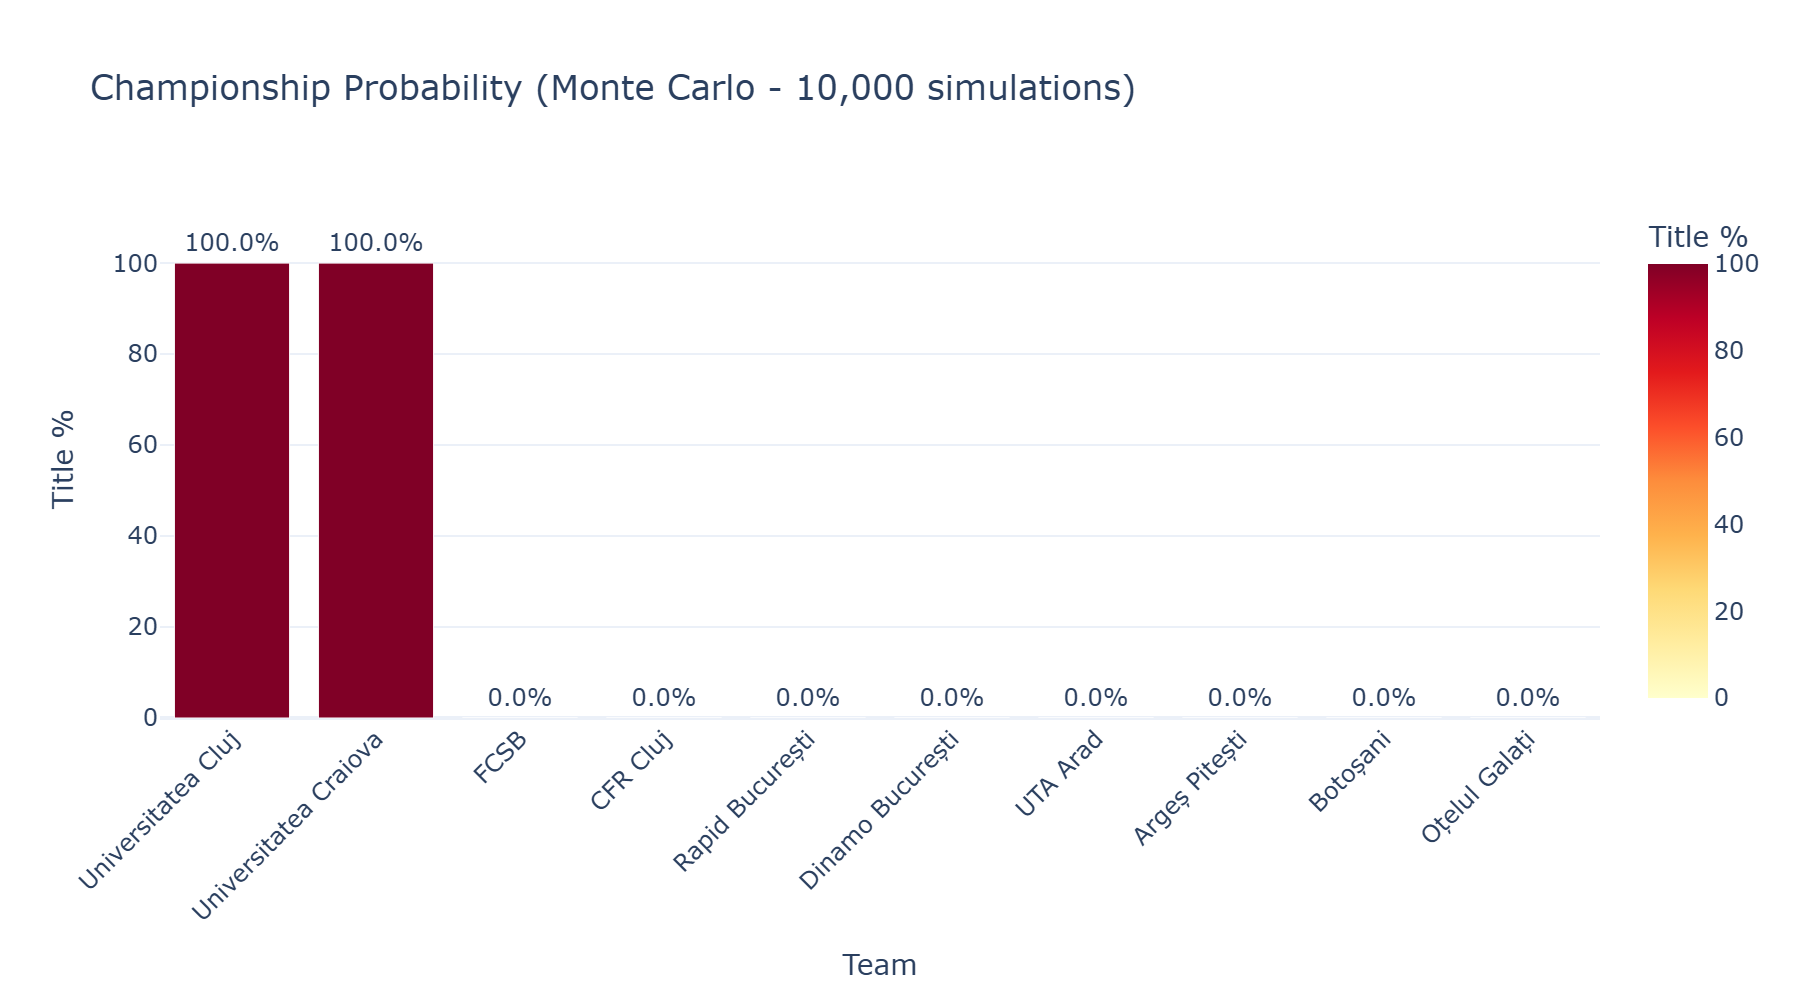 Championship Probability (Monte Carlo - 10,000 simulations)
Title %
100.0%
100.0%
0.0%
0.0%
0.0%
0.0%
0.0%
0.0%
0.0%
0.0%
100
80
60
40
20
0
Title %
100
80
60
40
20
0
Universitatea Cluj
Universitatea Craiova
FCSB
CFR Cluj
Rapid București
Dinamo București
UTA Arad
Argeș Pitești
Botoșani
Oțelul Galați
Team